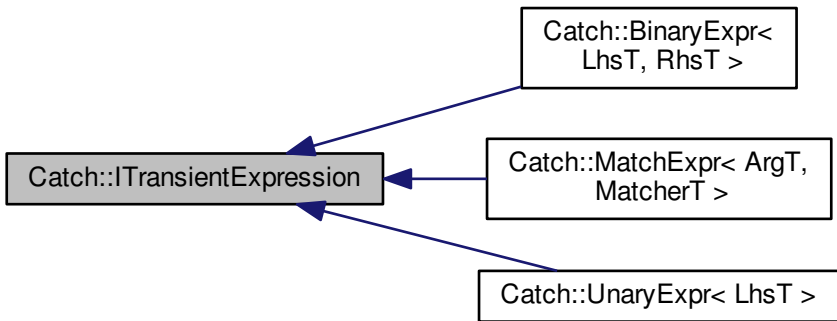 Catch::BinaryExpr<
LhsT, RhsT >
Catch::ITransientExpression
Catch::MatchExpr< ArgT,
MatcherT >
Catch::UnaryExpr< LhsT >